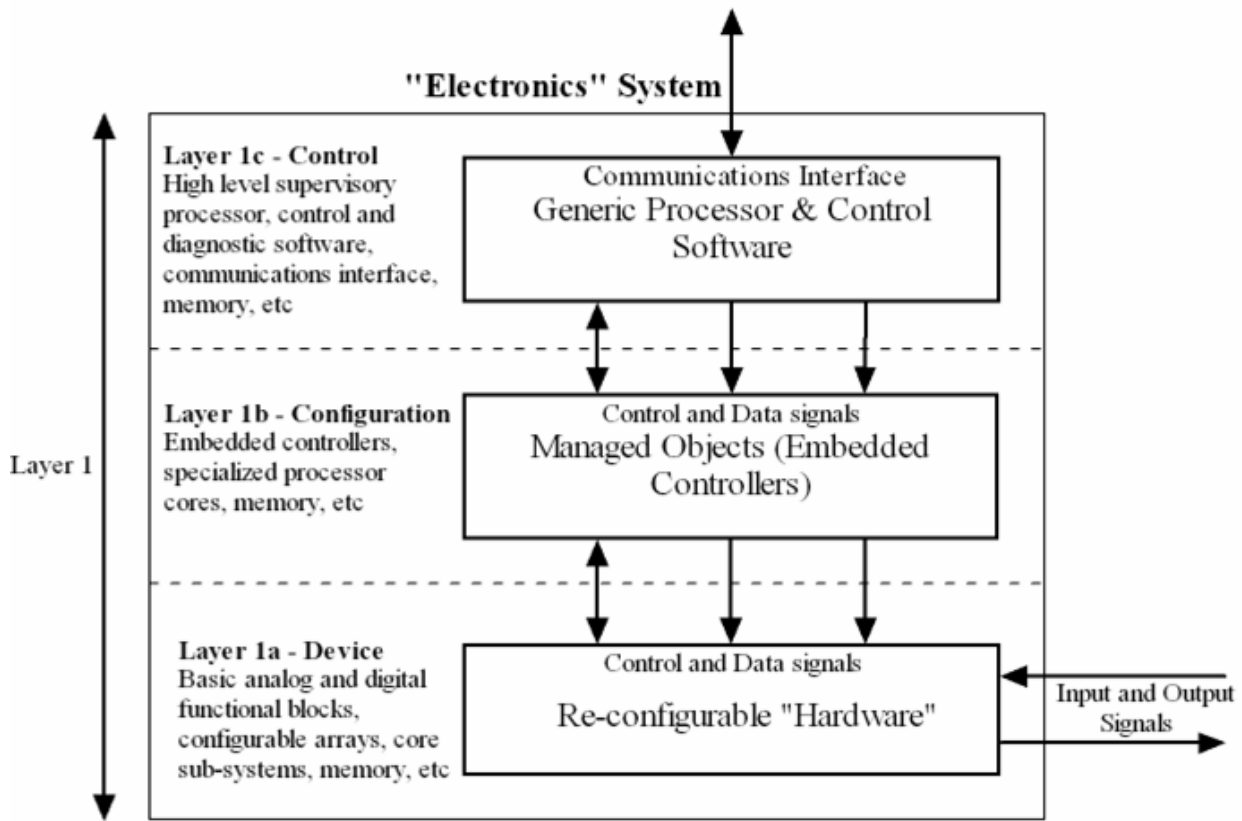 "Electronics" System
Layer 1c - Control
High level supervisory
processor, control and
diagnostic software,
communications interface,
memory, etc
Communications Interface
Generic Processor & Control
Software
Layer 1
Layer 1b - Configuration
Embedded controllers,
specialized processor
cores, memory, etc
Control and Data signals
Managed Objects (Embedded
Controllers)
Layer 1a - Device
Basic analog and digital
functional blocks,
configurable arrays, core
sub-systems, memory, etc
Control and Data signals
Re-configurable "Hardware"
Input and Output
Signals